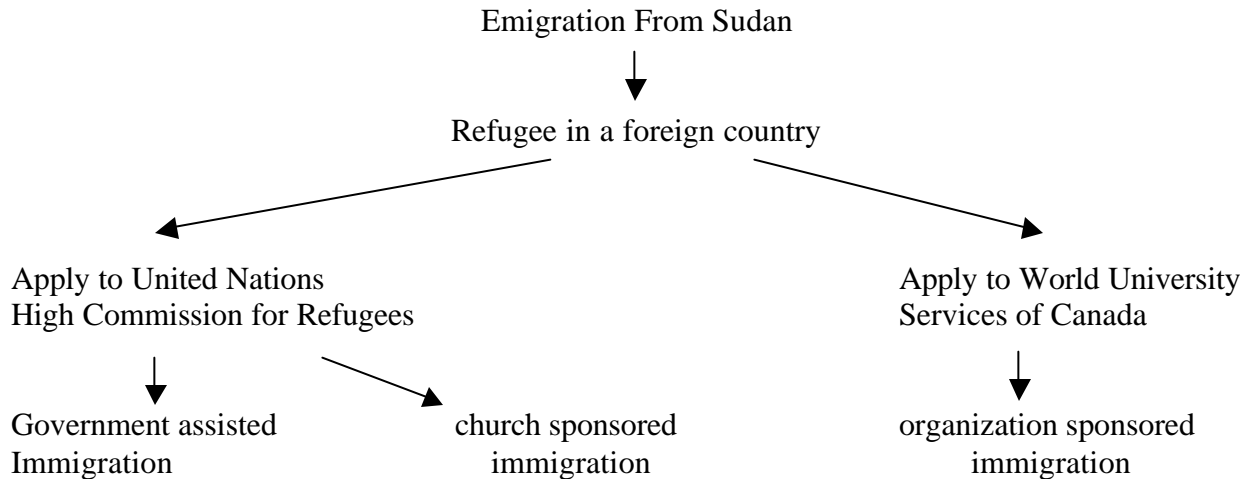 Emigration From Sudan
Refugee in a foreign country
Apply to United Nations
High Commission for Refugees
Apply to World University
Services of Canada
Government assisted
Immigration
church sponsored
immigration
organization sponsored
immigration